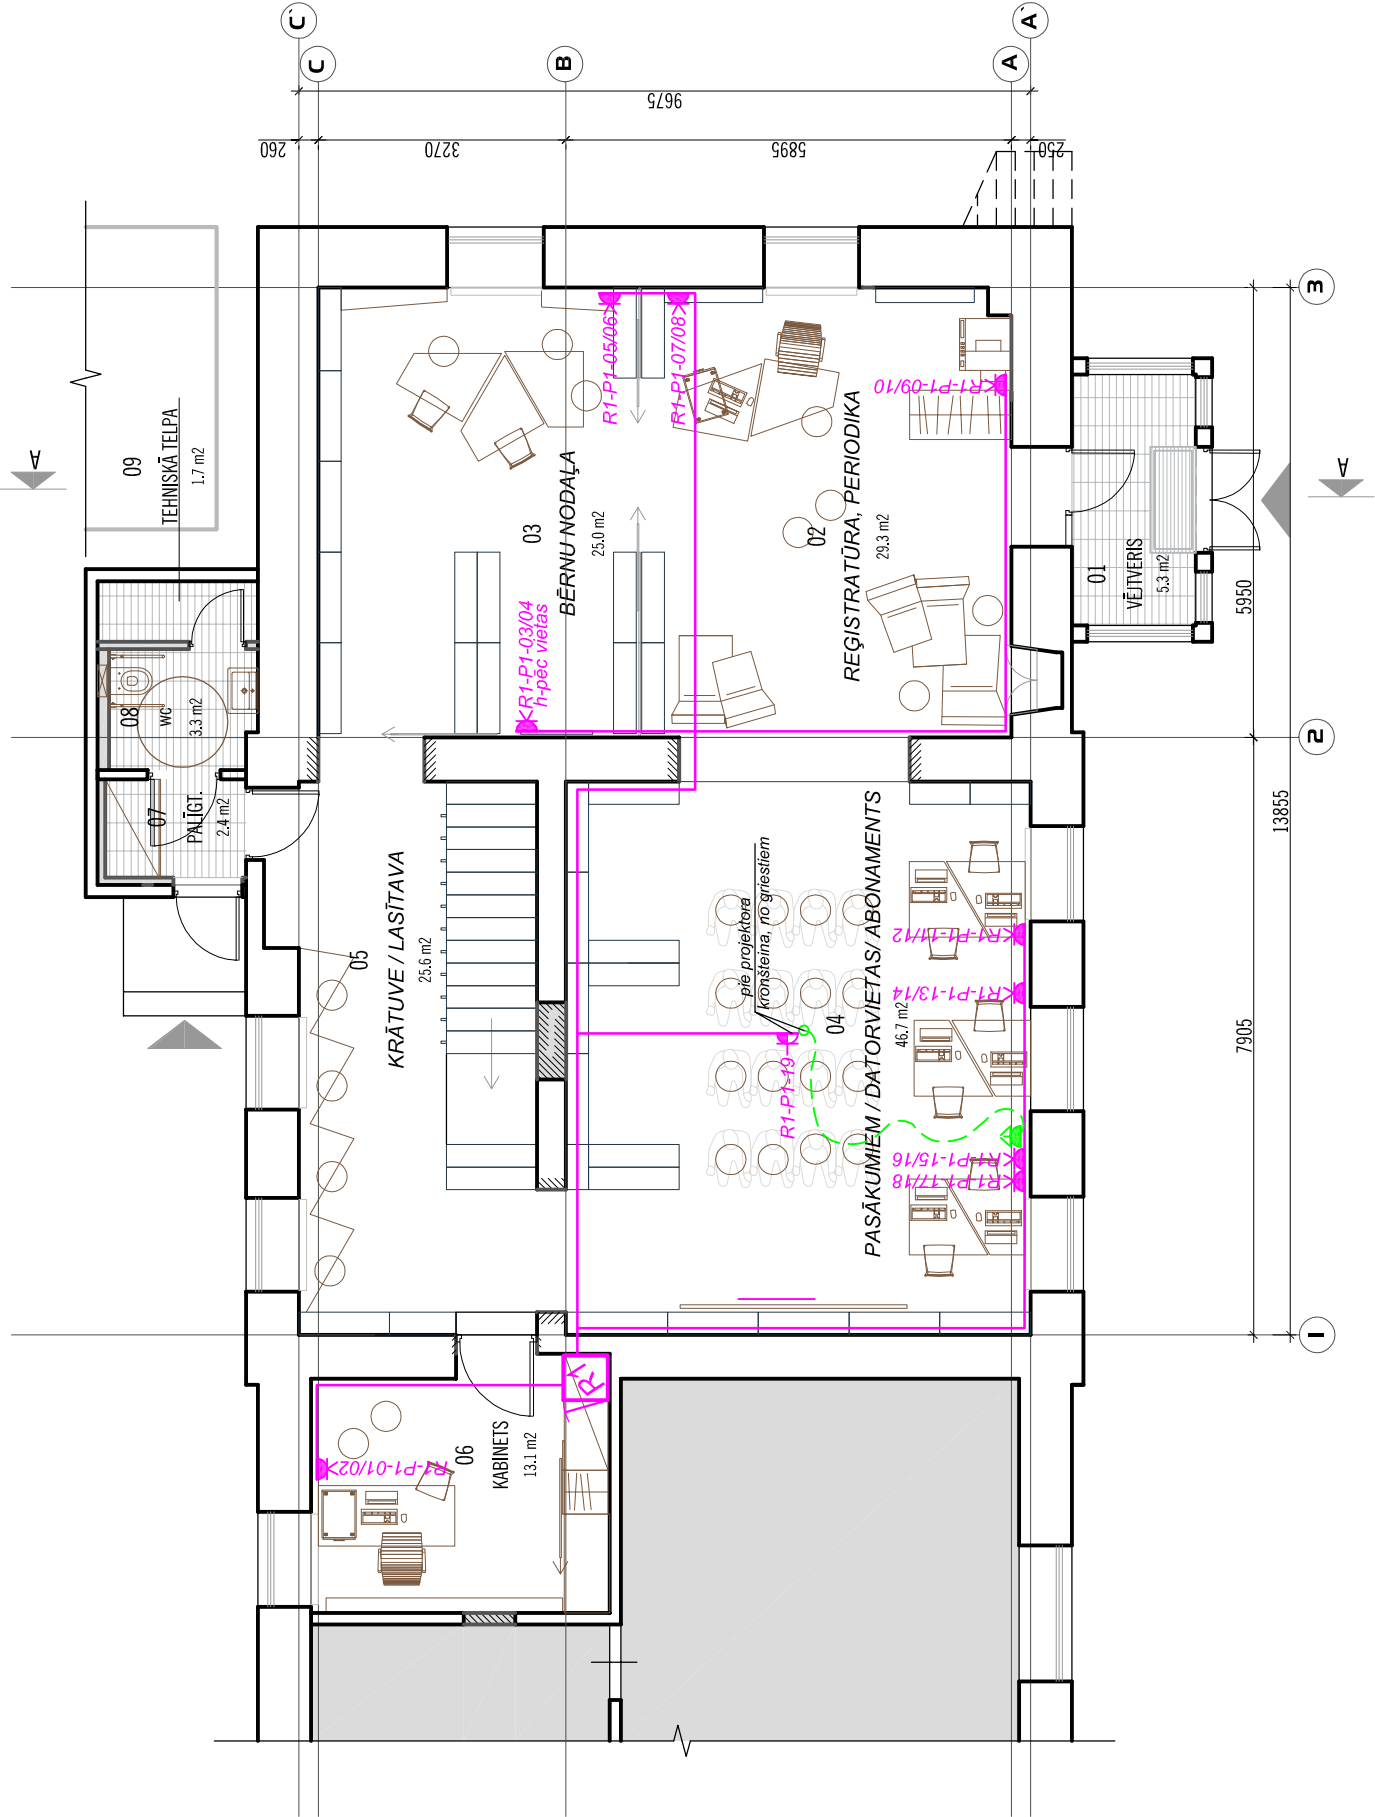 C`
C
B
A
A`
9675
260
3270
5895
250
3
2
1
13855
5950
7905
A
A
09
TEHNISKĀ TELPA
1.7 m2
08
WC
3.3 m2
07
PALĪGT.
2.4 m2
03
BĒRNU NODAĻA
25.0 m2
R1-P1-05/06
R1-P1-07/08
R1-P1-03/04
h-pēc vietas
02
REĢISTRATŪRA, PERIODIKA
29.3 m2
R1-P1-09/10
01
VĒJTVERIS
5.3 m2
05
KRĀTUVE / LASĪTAVA
25.6 m2
pie projektora
kronšteina, no griestiem
04
PASĀKUMIEM / DATORVIETAS/ ABONAMENTS
46.7 m2
R1-P1-11/12
R1-P1-13/14
R1-P1-19
R1-P1-15/16
R1-P1-17/18
06
KABINETS
13.1 m2
R1-P1-01/02